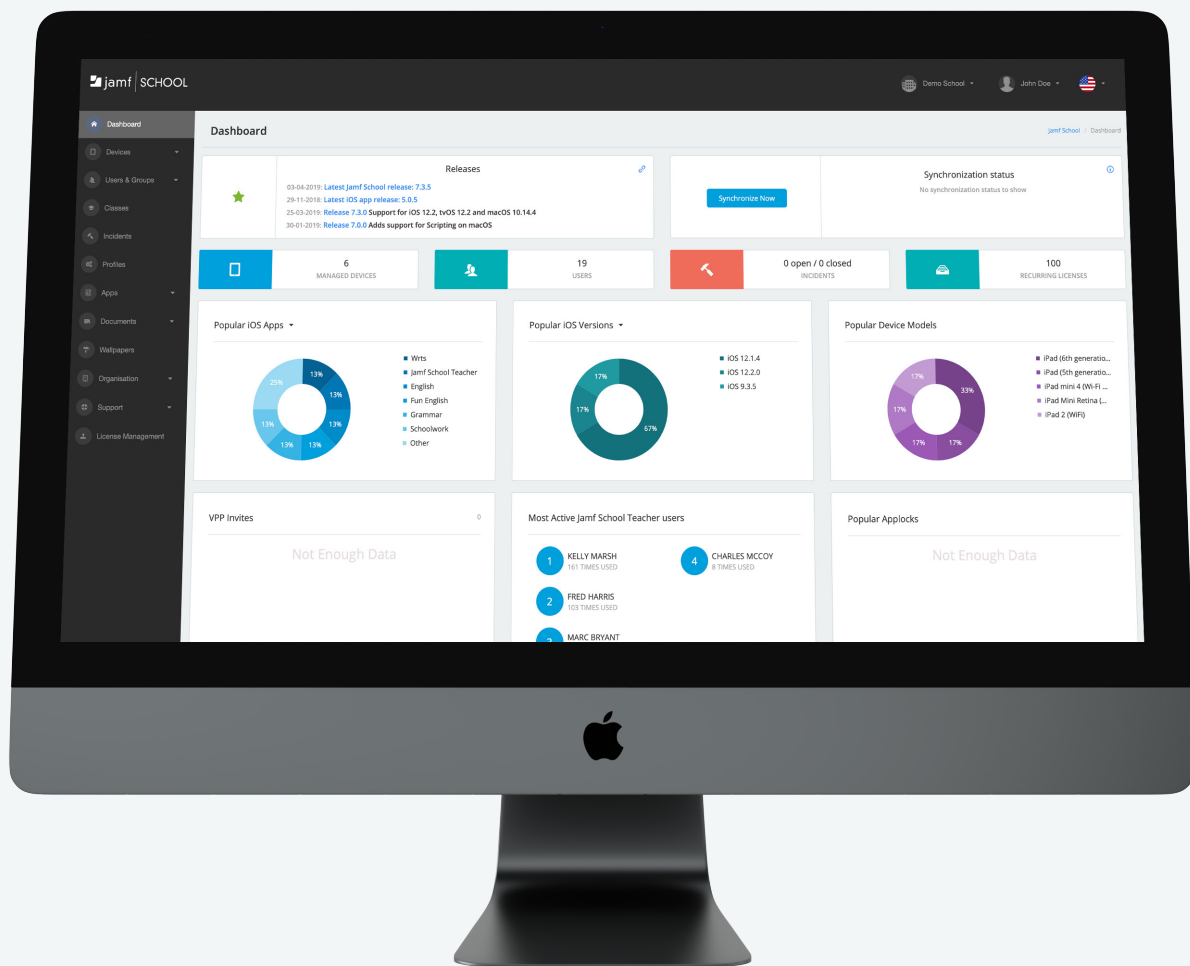 jamf SCHOOL
Demo School
John Doe
Dashboard
Devices
Users & Groups
Classes
Incidents
Profiles
Apps
Documents
Wallpapers
Organisation
Support
License Management
Dashboard
Jamf School / Dashboard
Releases
03-04-2019: Latest Jamf School release: 7.3.5
29-11-2018: Latest iOS app release: 5.0.5
25-03-2019: Release 7.3.0 Support for iOS 12.2, tvOS 12.2 and macOS 10.14.4
30-01-2019: Release 7.0.0 Adds support for Scripting on macOS
Synchronize Now
Synchronization status
No synchronization status to show
6
MANAGED DEVICES
19
USERS
0 open / 0 closed
INCIDENTS
100
RECURRING LICENSES
Popular iOS Apps
13%
13%
13%
13%
13%
13%
25%
Wrts
Jamf School Teacher
English
Fun English
Grammar
Schoolwork
Other
Popular iOS Versions
17%
17%
67%
iOS 12.1.4
iOS 12.2.0
iOS 9.3.5
Popular Device Models
17%
33%
17%
17%
17%
iPad (6th generatio...
iPad (5th generatio...
iPad mini 4 (Wi-Fi ...
iPad Mini Retina (...
iPad 2 (WiFi)
VPP Invites
0
Not Enough Data
Most Active Jamf School Teacher users
1
KELLY MARSH
161 TIMES USED
2
FRED HARRIS
103 TIMES USED
3
MARC BRYANT
4
CHARLES MCCOY
8 TIMES USED
Popular Applocks
Not Enough Data